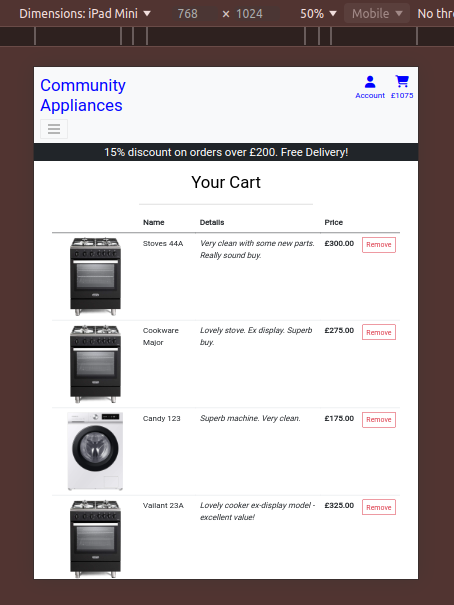 Dimensions: iPad Mini ▼ 768 × 1024 50% ▼ Mobile ▼ No thr
Community
Appliances
Account £1075
15% discount on orders over £200. Free Delivery!
Your Cart
Name Details Price
Stoves 44A Very clean with some new parts. £300.00 Remove
Really sound buy.
Cookware Lovely stove. Ex display. Superb £275.00 Remove
Major buy.
Candy 123 Superb machine. Very clean. £175.00 Remove
Vailant 23A Lovely cooker ex-display model - £325.00 Remove
excellent value!